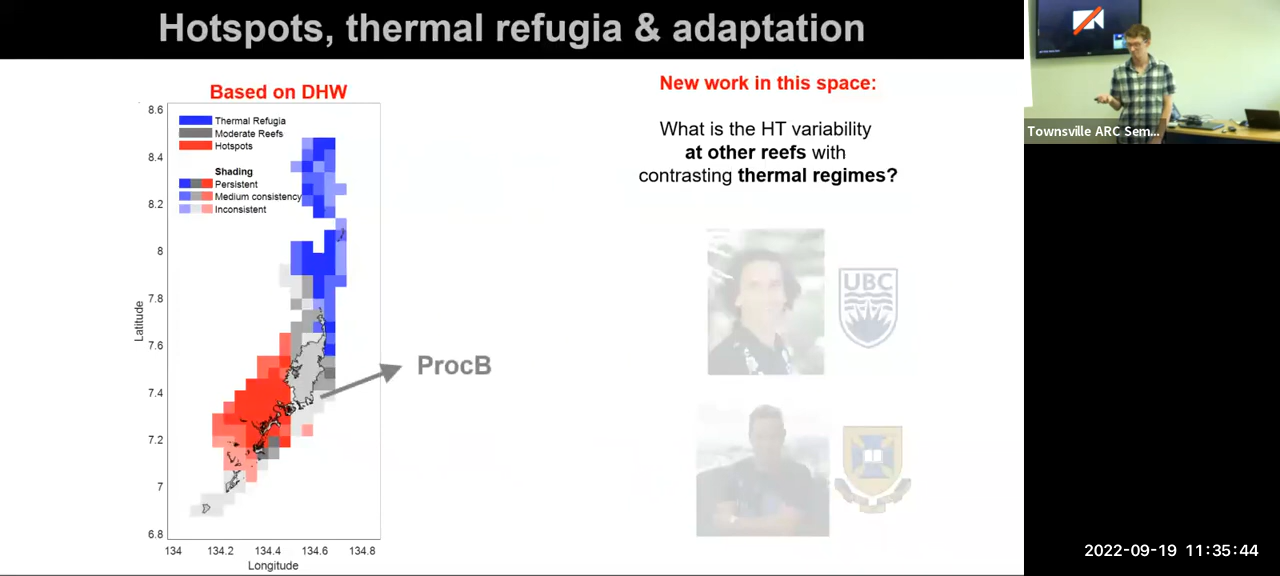 Hotspots, thermal refugia & adaptation
Based on DHW
8.6
8.4
8.2
8
7.8
7.6
7.4
7.2
7
6.8
Latitude
Thermal Refugia
Moderate Reefs
Hotspots
Shading
Persistent
Medium consistency
Inconsistent
134
134.2
134.4
134.6
134.8
Longitude
ProcB
New work in this space:
What is the HT variability
at other reefs with
contrasting thermal regimes?
UBC
Townsville ARC Sem...
2022-09-19 11:35:44